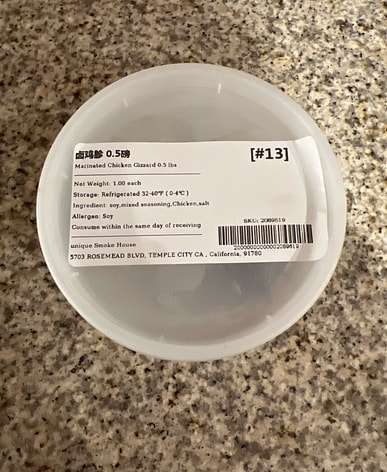 卤鸡胗 0.5磅
[#13]
Marinated Chicken Gizzard 0.5 lbs
Net Weight: 1.00 each
Storage: Refrigerated 32-40°F ( 0-4°C )
Ingredient: soy,mixed seasoning,Chicken,salt
Allergen: Soy
Consume within the same day of receiving
SKU: 2089619
unique Smoke House
5703 ROSEMEAD BLVD, TEMPLE CITY CA , California, 91780